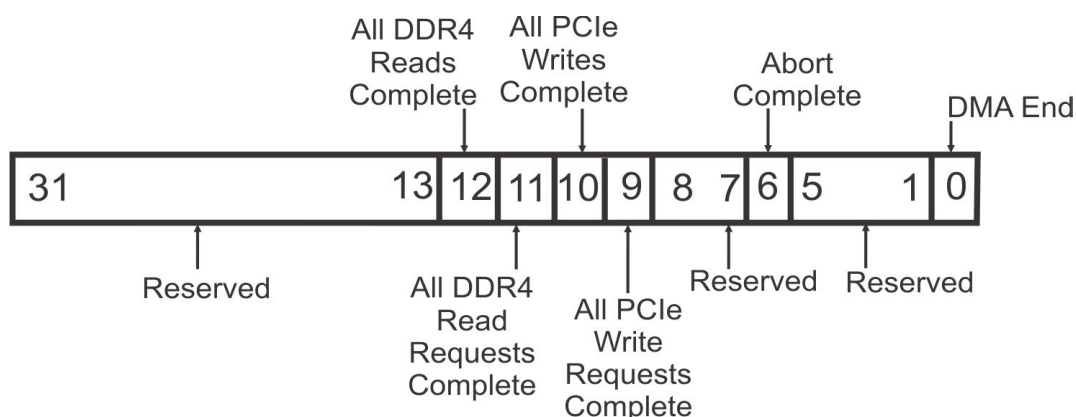 All DDR4
Reads
Complete
All PCIe
Writes
Complete
Abort
Complete
DMA End
31 13 12 11 10 9 8 7 6 5 1 0
Reserved
All DDR4
Read
Requests
Complete
All PCIe
Write
Requests
Complete
Reserved
Reserved